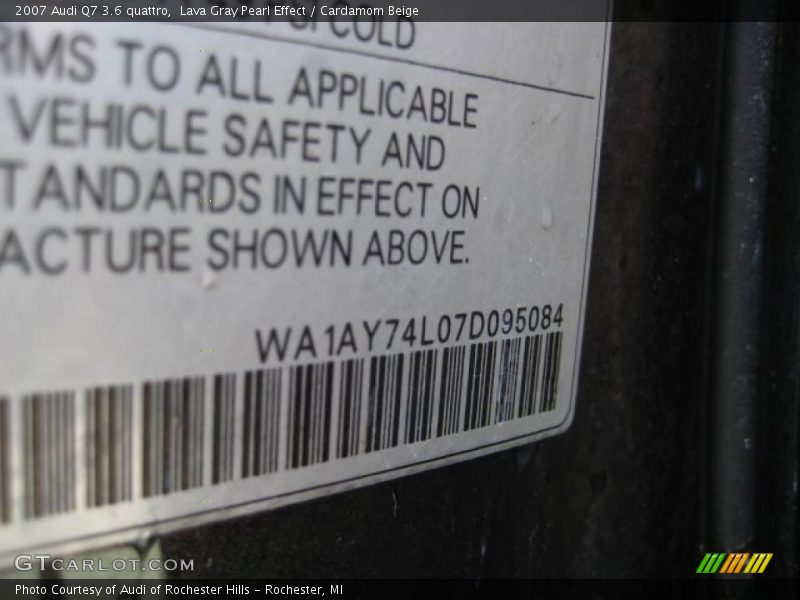 2007 Audi Q7 3.6 quattro,  Lava Gray Pearl Effect / Cardamom Beige
COLD
RMS TO ALL APPLICABLE
VEHICLE SAFETY AND
TANDARDS IN EFFECT ON
ACTURE SHOWN ABOVE.
WA1AY74L07D095084
GTCARLOT.COM
Photo Courtesy of Audi of Rochester Hills – Rochester, MI